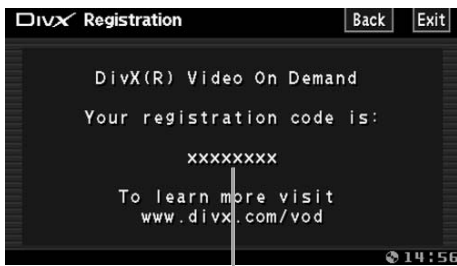 DivX Registration Back Exit
DivX(R) Video On Demand
Your registration code is:
xxxxxxxx
To learn more visit
www.divx.com/vod
14:56